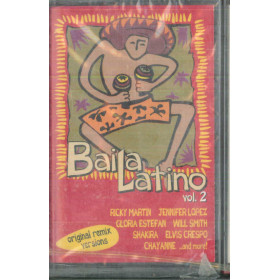 Baila
Latino
vol. 2
RICKY MARTIN JENNIFER LÓPEZ
GLORIA ESTEFAN WILL SMITH
SHAKIRA ELVIS CRESPO
CHAYANNE ...and more!
original remix
versions